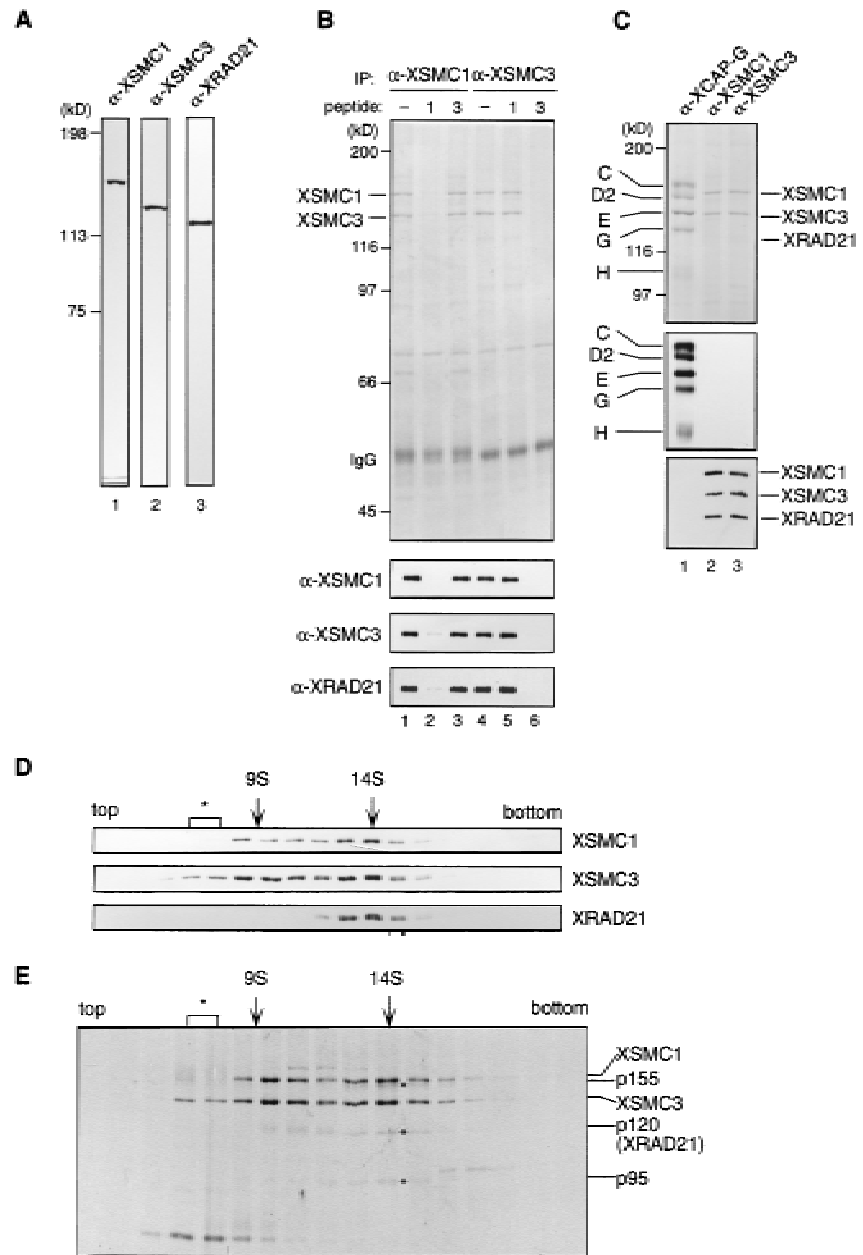 A
α-XSMC1
α-XSMC3
α-XRAD21
(kD)
198
113
75
1 2 3
B
IP: α-XSMC1 α-XSMC3
peptide: – 1 3 – 1 3
(kD)
200
XSMC1
XSMC3
116
97
66
IgG
45
α-XSMC1
α-XSMC3
α-XRAD21
1 2 3 4 5 6
C
α-XCAP-G
α-XSMC1
α-XSMC3
(kD)
200
C
D2
E
G
116
H
97
XSMC1
XSMC3
XRAD21
C
D2
E
G
H
XSMC1
XSMC3
XRAD21
1 2 3
D
9S 14S
top * bottom
XSMC1
XSMC3
XRAD21
E
9S 14S
top * bottom
XSMC1
p155
XSMC3
p120
(XRAD21)
p95